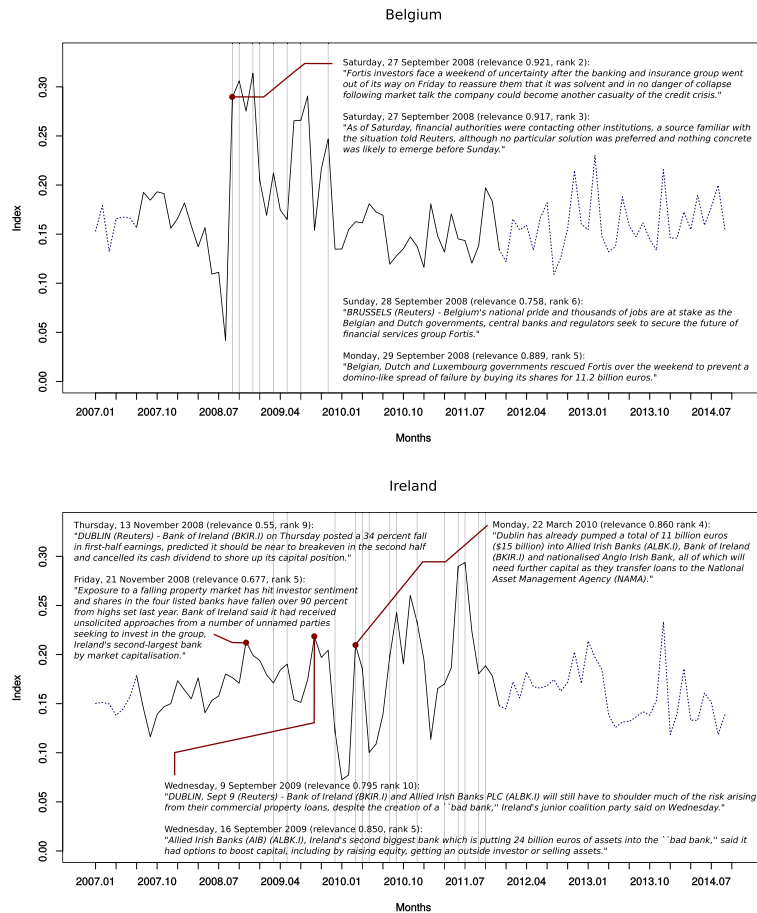 Belgium
Saturday, 27 September 2008 (relevance 0.921, rank 2):
"Fortis investors face a weekend of uncertainty after the banking and insurance group went
out of its way on Friday to reassure them that it was solvent and in no danger of collapse
following market talk the company could become another casualty of the credit crisis."
Saturday, 27 September 2008 (relevance 0.917, rank 3):
"As of Saturday, financial authorities were contacting other institutions, a source familiar with
the situation told Reuters, although no particular solution was preferred and nothing concrete
was likely to emerge before Sunday."
Sunday, 28 September 2008 (relevance 0.758, rank 6):
"BRUSSELS (Reuters) - Belgium's national pride and thousands of jobs are at stake as the
Belgian and Dutch governments, central banks and regulators seek to secure the future of
financial services group Fortis."
Monday, 29 September 2008 (relevance 0.889, rank 5):
"Belgian, Dutch and Luxembourg governments rescued Fortis over the weekend to prevent a
domino-like spread of failure by buying its shares for 11.2 billion euros."
Index
0.30
0.25
0.20
0.15
0.10
0.05
0.00
2007.01 2007.10 2008.07 2009.04 2010.01 2010.10 2011.07 2012.04 2013.01 2013.10 2014.07
Months
Ireland
Thursday, 13 November 2008 (relevance 0.55, rank 9):
"DUBLIN (Reuters) - Bank of Ireland (BKIR.I) on Thursday posted a 34 percent fall
in first-half earnings, predicted it should be near to breakeven in the second half
and cancelled its cash dividend to shore up its capital position."
Friday, 21 November 2008 (relevance 0.677, rank 5):
"Exposure to a falling property market has hit investor sentiment
and shares in the four listed banks have fallen over 90 percent
from highs set last year. Bank of Ireland said it had received
unsolicited approaches from a number of unnamed parties
seeking to invest in the group,
Ireland's second-largest bank
by market capitalisation."
Monday, 22 March 2010 (relevance 0.860 rank 4):
"Dublin has already pumped a total of 11 billion euros
($15 billion) into Allied Irish Banks (ALBK.I), Bank of Ireland
(BKIR.I) and nationalised Anglo Irish Bank, all of which will
need further capital as they transfer loans to the National
Asset Management Agency (NAMA)."
Wednesday, 9 September 2009 (relevance 0.795 rank 10):
"DUBLIN, Sept 9 (Reuters) - Bank of Ireland (BKIR.I) and Allied Irish Banks PLC (ALBK.I) will still have to shoulder much of the risk arising
from their commercial property loans, despite the creation of a ``bad bank,'' Ireland's junior coalition party said on Wednesday."
Wednesday, 16 September 2009 (relevance 0.850, rank 5):
"Allied Irish Banks (AIB) (ALBK.I), Ireland's second biggest bank which is putting 24 billion euros of assets into the ``bad bank,'' said it
had options to boost capital, including by raising equity, getting an outside investor or selling assets."
Index
0.30
0.25
0.20
0.15
0.10
0.05
0.00
2007.01 2007.10 2008.07 2009.04 2010.01 2010.10 2011.07 2012.04 2013.01 2013.10 2014.07
Months